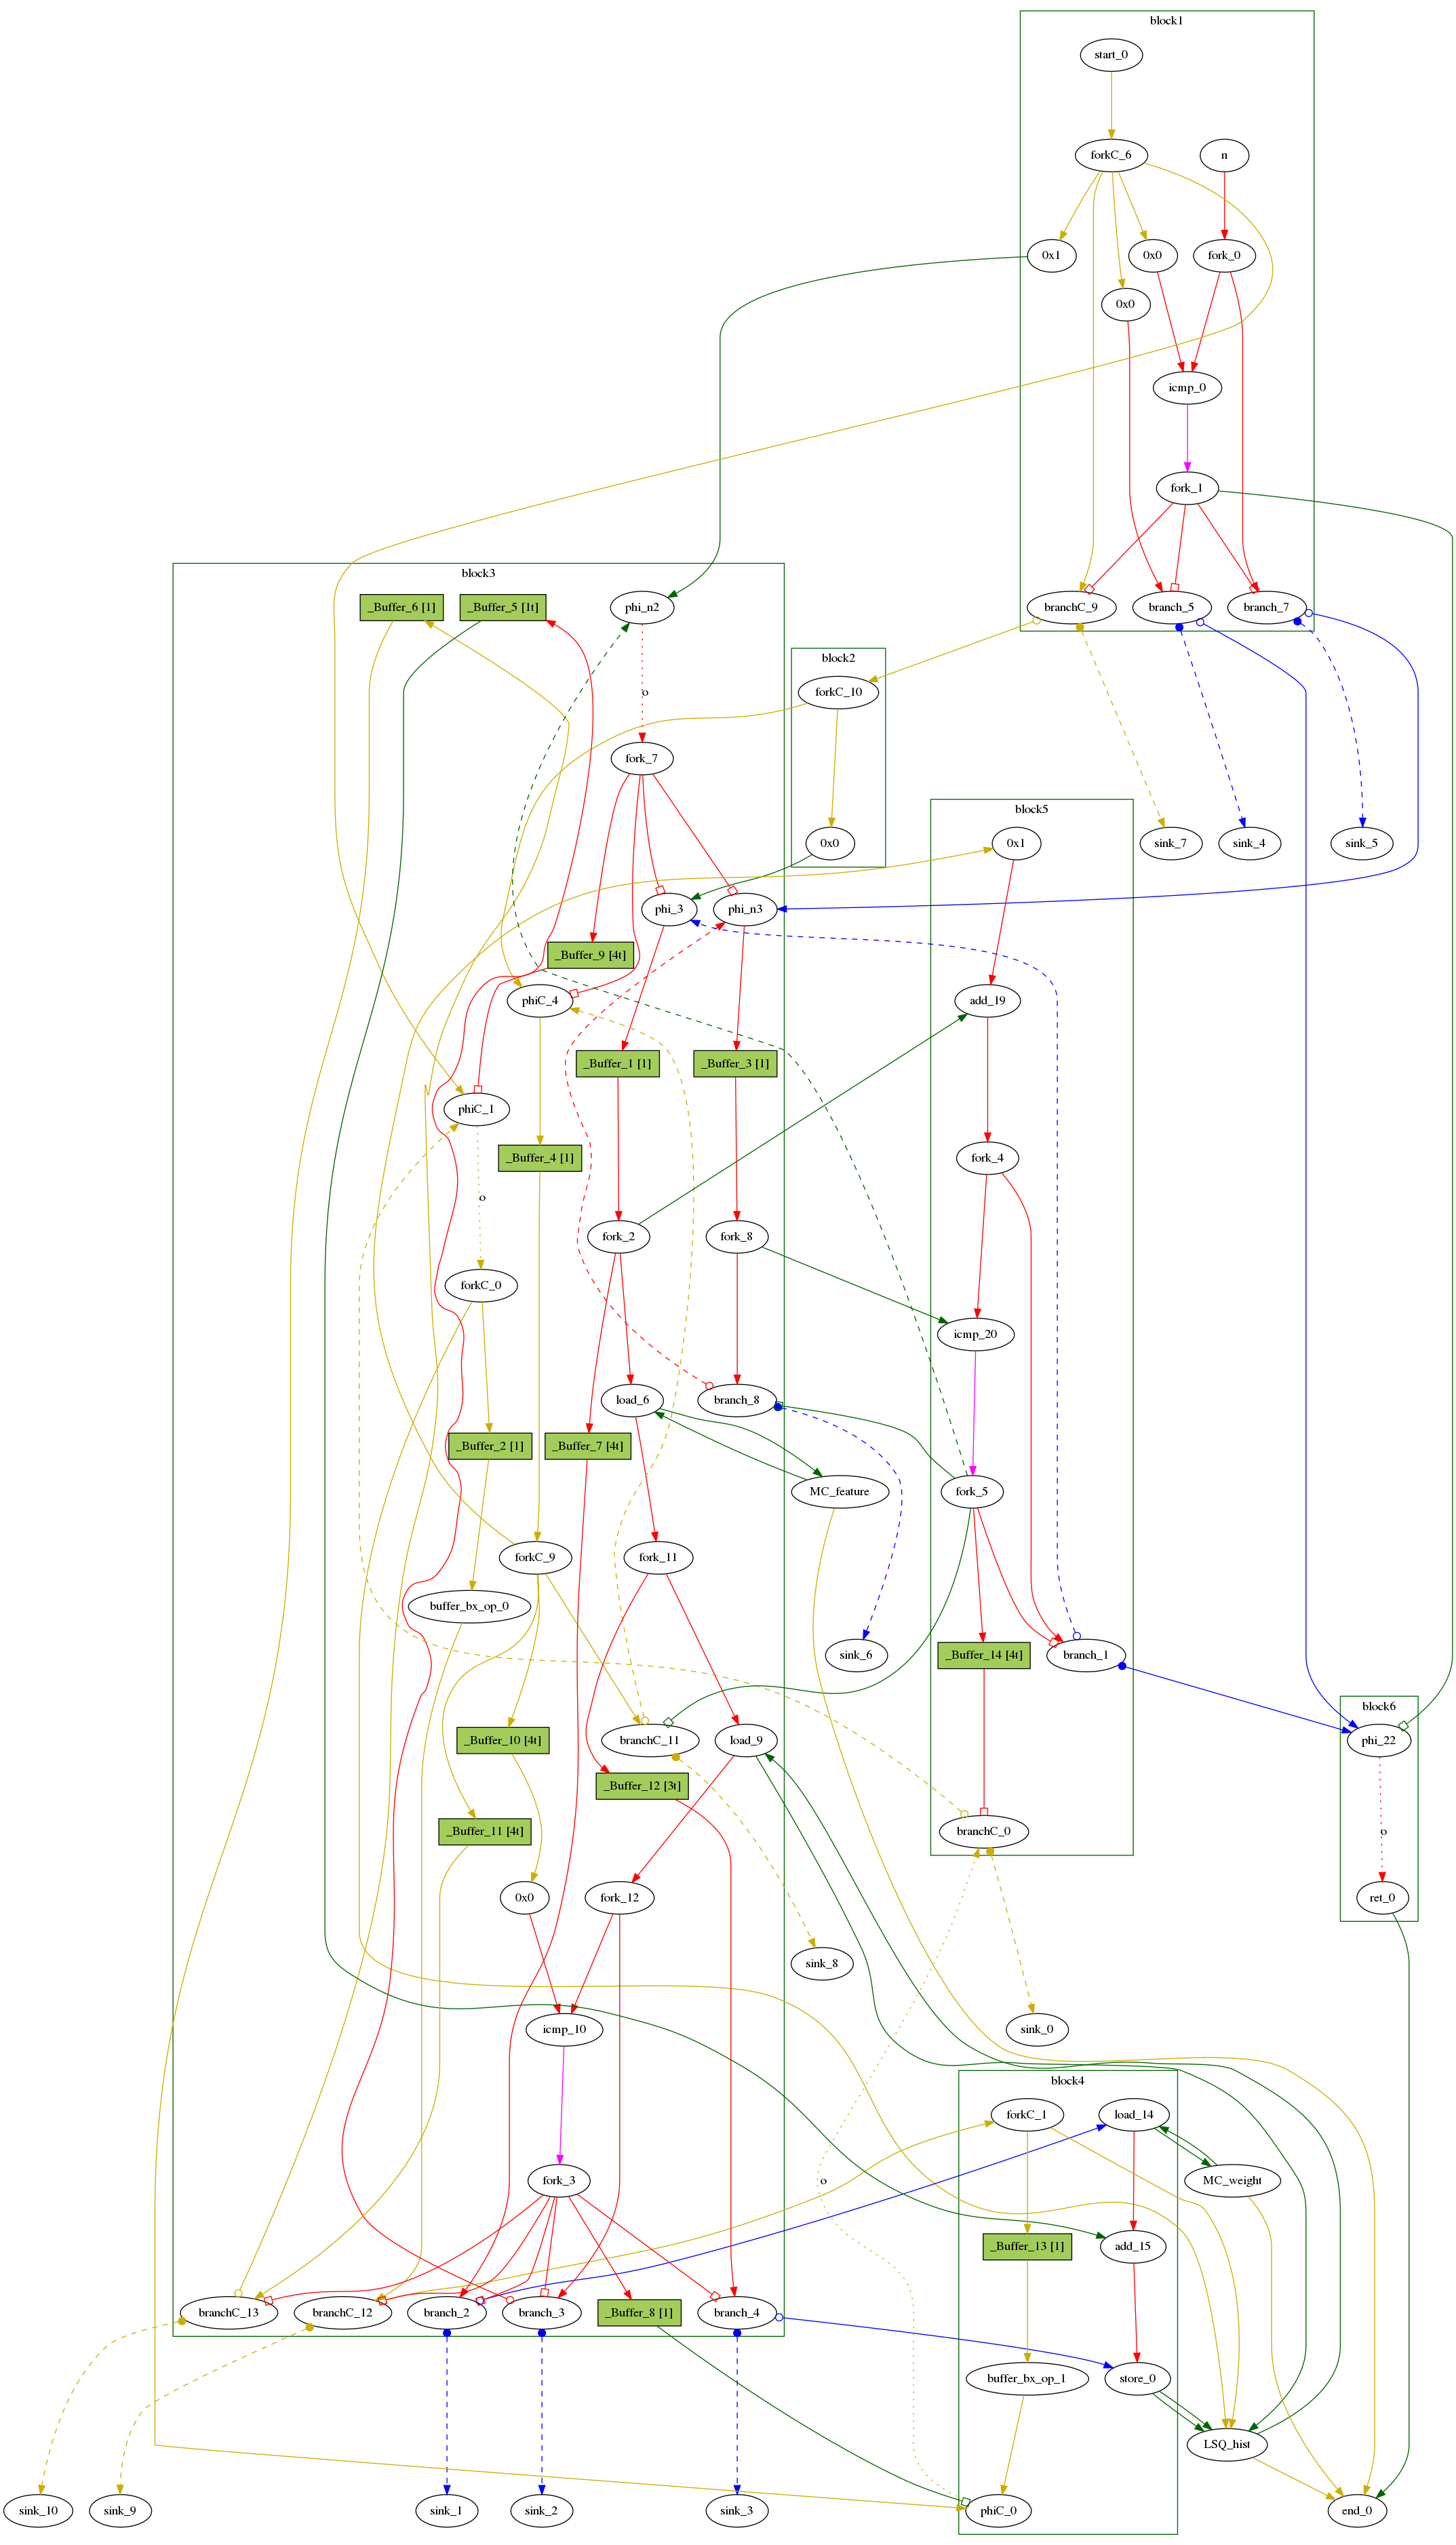 block1
start_0
forkC_6
n
0x1
0x0
fork_0
0x0
icmp_0
fork_1
block3
_Buffer_6 [1]
_Buffer_5 [1t]
phi_n2
branchC_9
branch_5
branch_7
block2
forkC_10
o
fork_7
block5
0x0
0x1
sink_7
sink_4
sink_5
phi_3
phi_n3
_Buffer_9 [4t]
phiC_4
add_19
_Buffer_1 [1]
_Buffer_3 [1]
phiC_1
_Buffer_4 [1]
fork_4
o
fork_2
fork_8
forkC_0
icmp_20
load_6
branch_8
_Buffer_2 [1]
_Buffer_7 [4t]
MC_feature
fork_5
forkC_9
fork_11
buffer_bx_op_0
sink_6
_Buffer_14 [4t]
branch_1
block6
_Buffer_10 [4t]
branchC_11
load_9
phi_22
_Buffer_12 [3t]
_Buffer_11 [4t]
branchC_0
o
0x0
fork_12
ret_0
sink_8
icmp_10
sink_0
block4
forkC_1
load_14
fork_3
o
MC_weight
_Buffer_13 [1]
add_15
branchC_13
branchC_12
branch_2
branch_3
_Buffer_8 [1]
branch_4
buffer_bx_op_1
store_0
LSQ_hist
sink_10
sink_9
sink_1
sink_2
sink_3
phiC_0
end_0